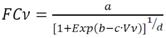 FCv = a / [1+Exp(b−c·Vv)]^1/d